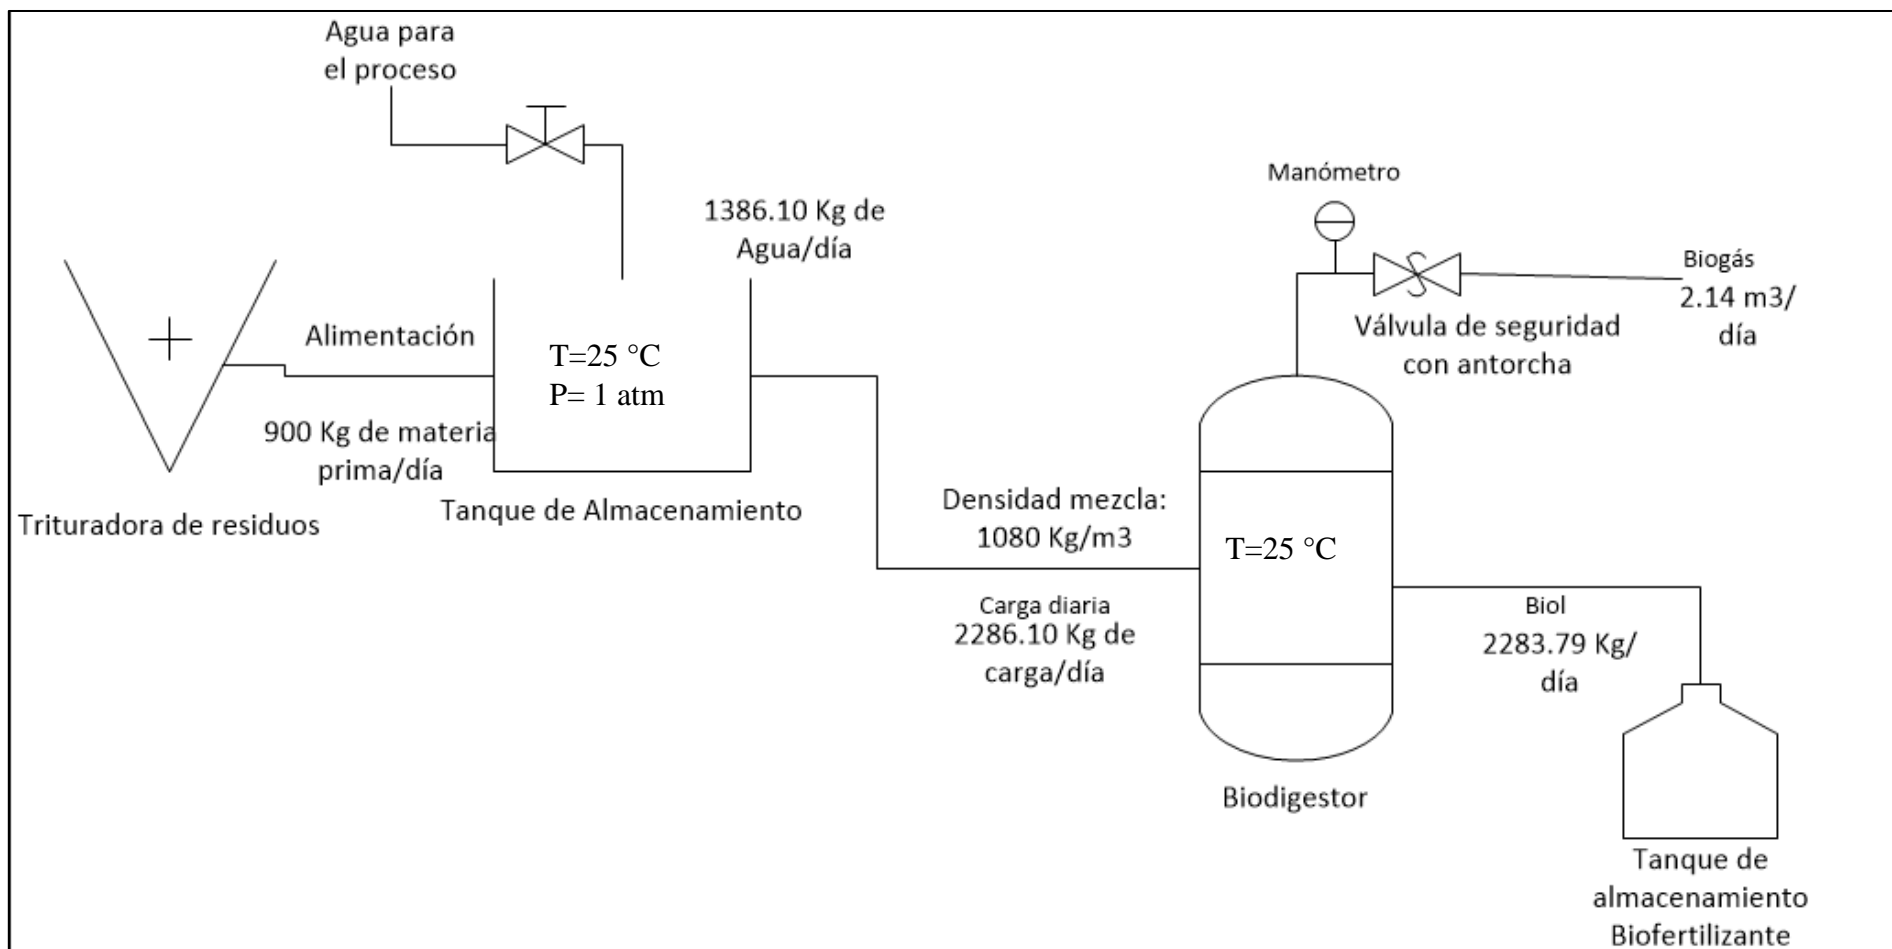 Agua para
el proceso
1386.10 Kg de
Agua/día
Alimentación
T=25 °C
P= 1 atm
900 Kg de materia
prima/día
Trituradora de residuos
Tanque de Almacenamiento
Manómetro
Biogás
2.14 m3/
día
Válvula de seguridad
con antorcha
Densidad mezcla:
1080 Kg/m3
T=25 °C
Carga diaria
2286.10 Kg de
carga/día
Biol
2283.79 Kg/
día
Biodigestor
Tanque de
almacenamiento
Biofertilizante